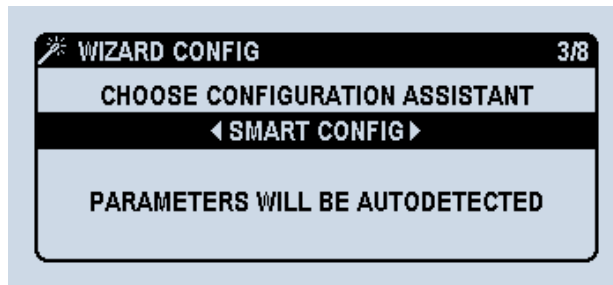 WIZARD CONFIG 3/8
CHOOSE CONFIGURATION ASSISTANT
SMART CONFIG
PARAMETERS WILL BE AUTODETECTED